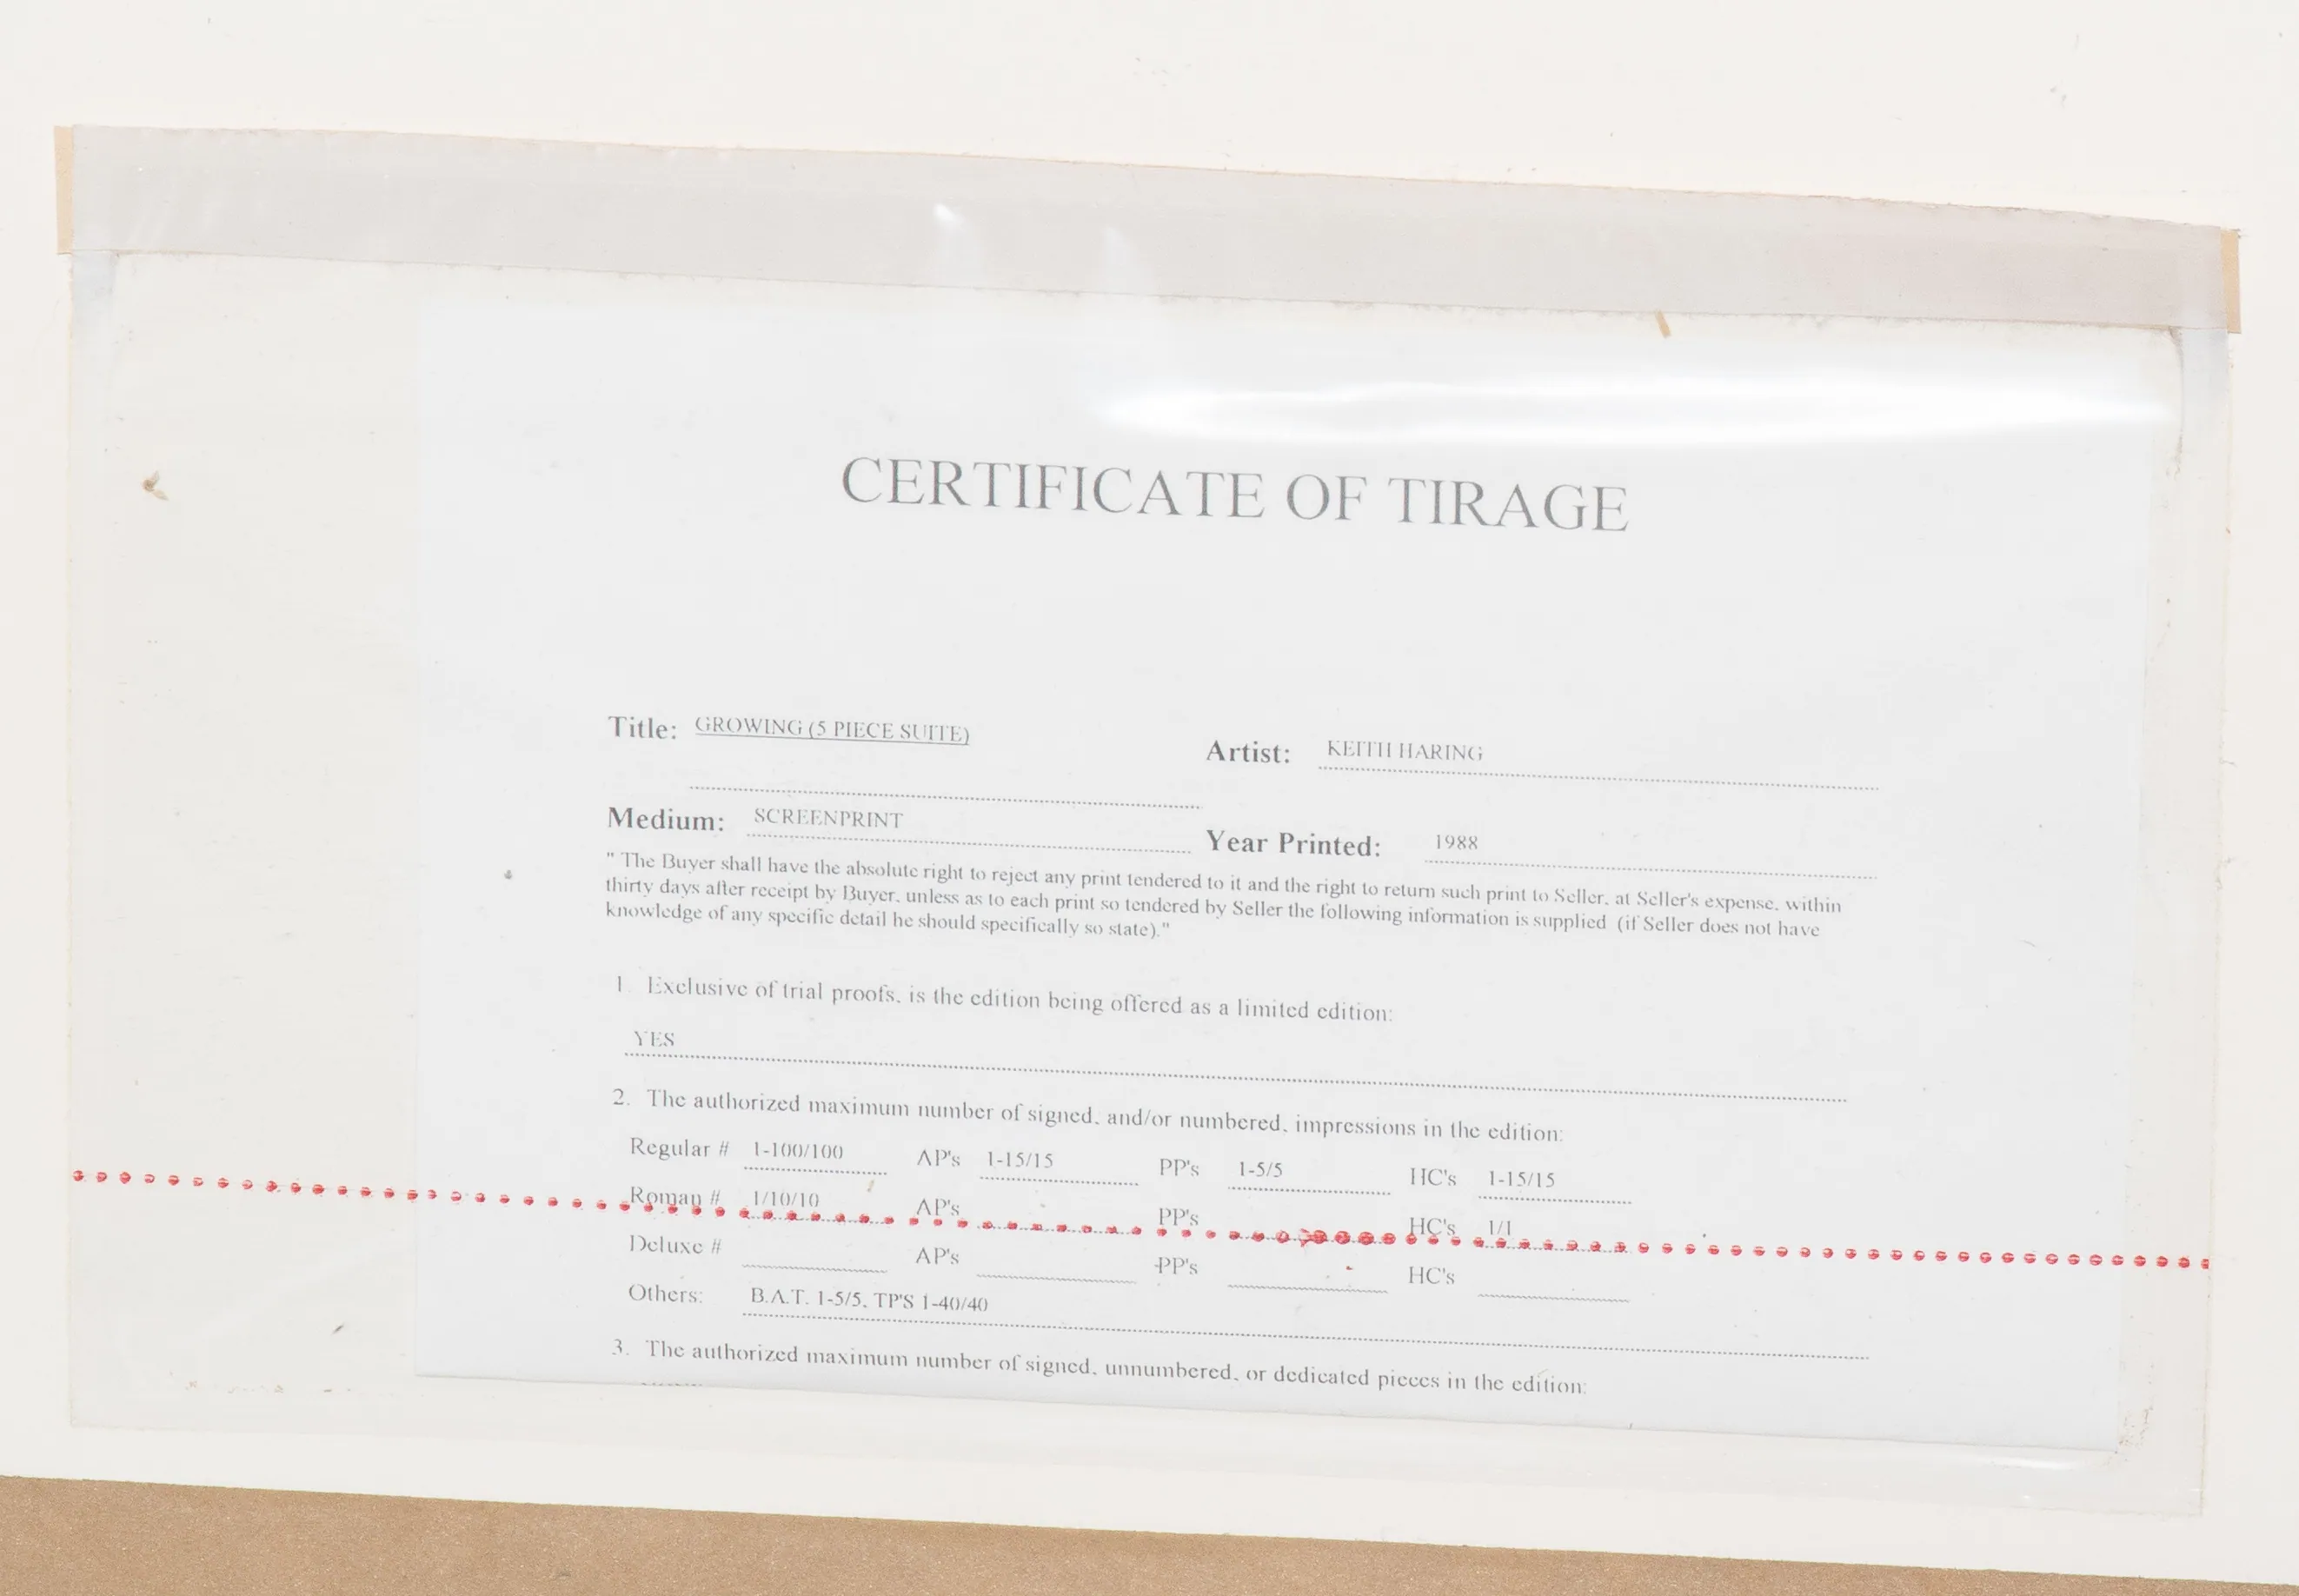 CERTIFICATE OF TIRAGE
Title: GROWING (5 PIECE SUITE)
Artist: KEITH HARING
Medium: SCREENPRINT
Year Printed: 1988
" The Buyer shall have the absolute right to reject any print tendered to it and the right to return such print to Seller, at Seller's expense, within
thirty days after receipt by Buyer, unless as to each print so tendered by Seller the following information is supplied (if Seller does not have
knowledge of any specific detail he should specifically so state)."
1. Exclusive of trial proofs, is the edition being offered as a limited edition:
YES
2. The authorized maximum number of signed, and/or numbered, impressions in the edition:
Regular # 1-100/100 AP's 1-15/15 PP's 1-5/5 HC's 1-15/15
Roman # 1/10/10 AP's PP's HC's 1/1
Deluxe # AP's PP's HC's
Others: B.A.T. 1-5/5, TP'S 1-40/40
3. The authorized maximum number of signed, unnumbered, or dedicated pieces in the edition: